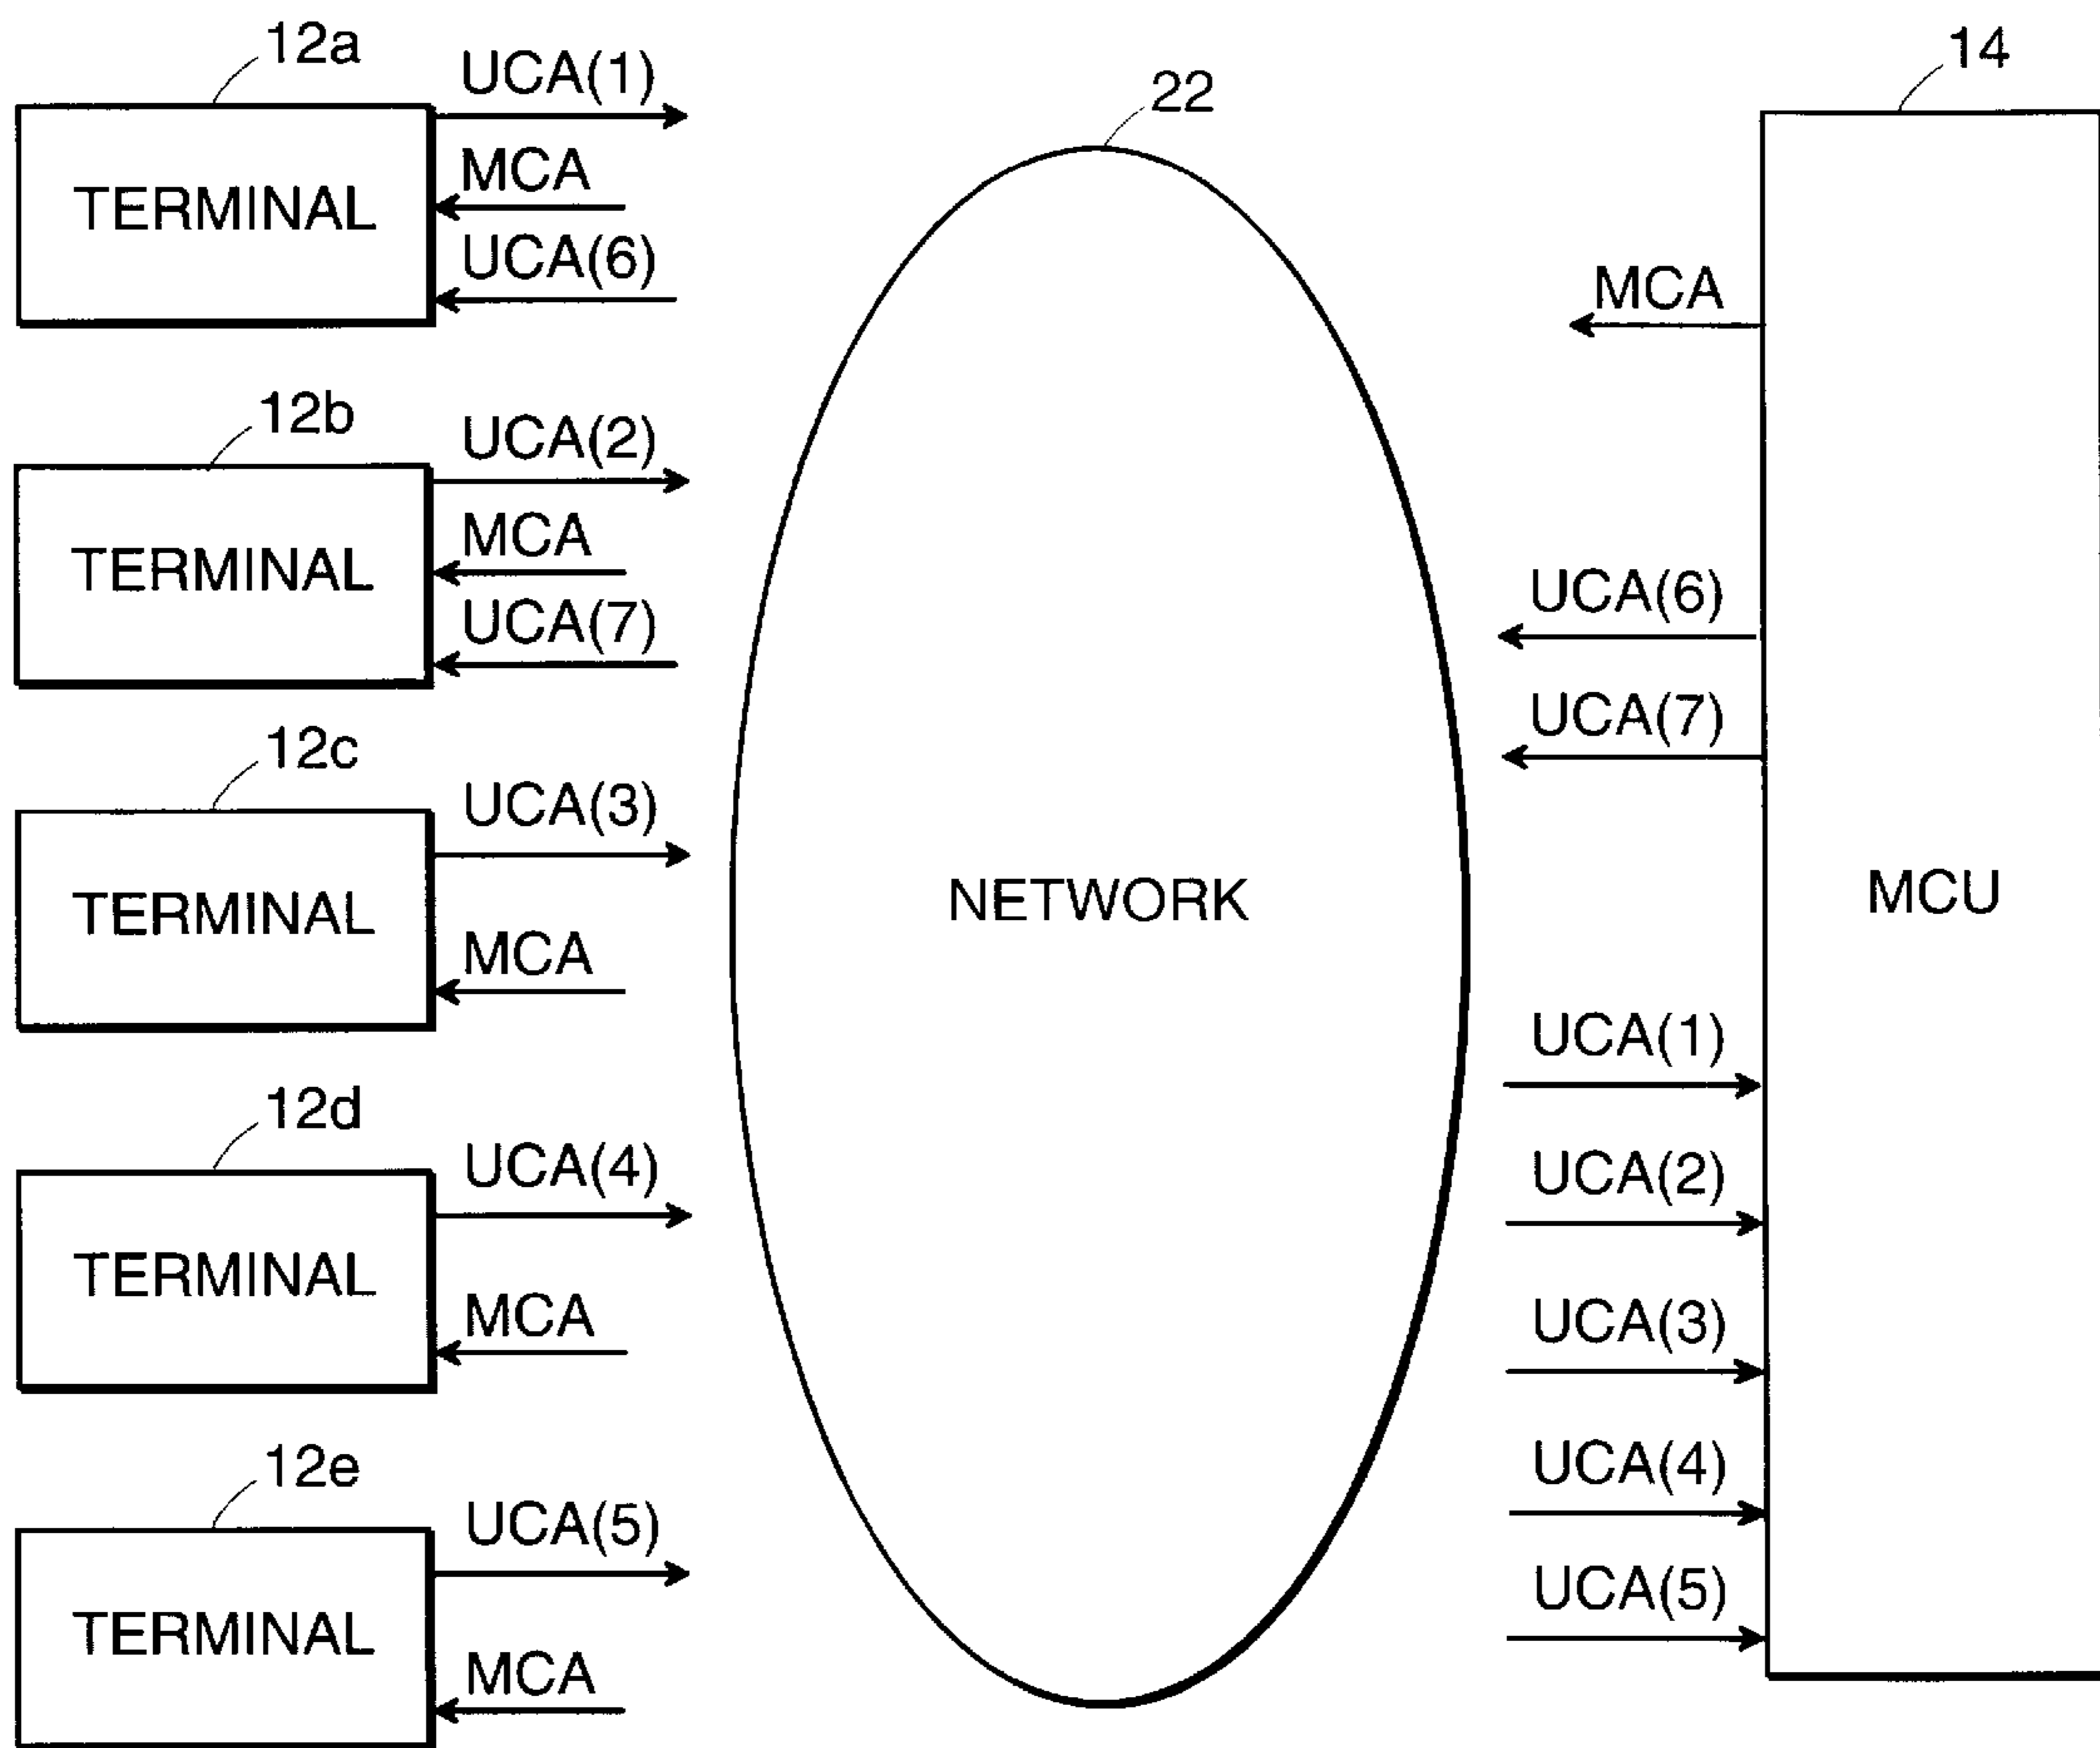 12a
UCA(1)
MCA
TERMINAL
UCA(6)
12b
UCA(2)
MCA
TERMINAL
UCA(7)
12c
UCA(3)
TERMINAL
MCA
12d
UCA(4)
TERMINAL
MCA
12e
UCA(5)
TERMINAL
MCA
22
NETWORK
14
MCA
UCA(6)
UCA(7)
MCU
UCA(1)
UCA(2)
UCA(3)
UCA(4)
UCA(5)